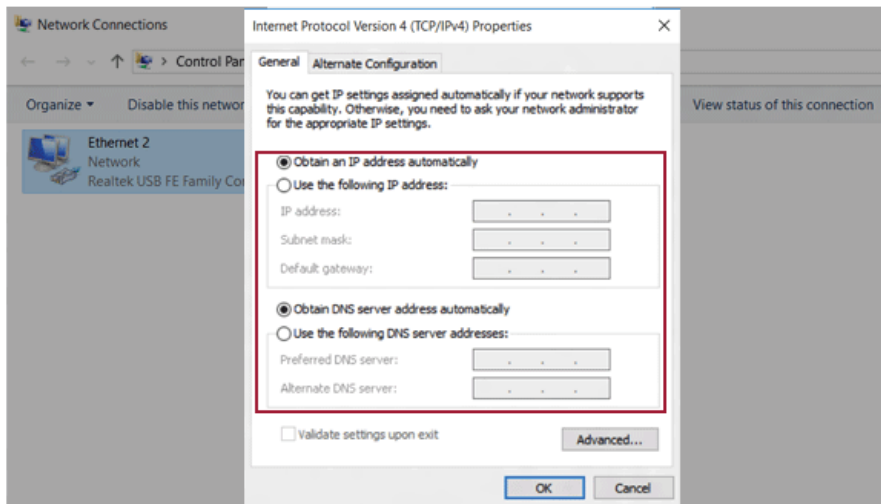 Network Connections
Internet Protocol Version 4 (TCP/IPv4) Properties
Control Par
General
Alternate Configuration
You can get IP settings assigned automatically if your network supports
this capability. Otherwise, you need to ask your network administrator
for the appropriate IP settings.
Organize
Disable this networ
View status of this connection
Ethernet 2
Network
Realtek USB FE Family Co
Obtain an IP address automatically
Use the following IP address:
IP address:
Subnet mask:
Default gateway:
Obtain DNS server address automatically
Use the following DNS server addresses:
Preferred DNS server:
Alternate DNS server:
Validate settings upon exit
Advanced...
OK
Cancel